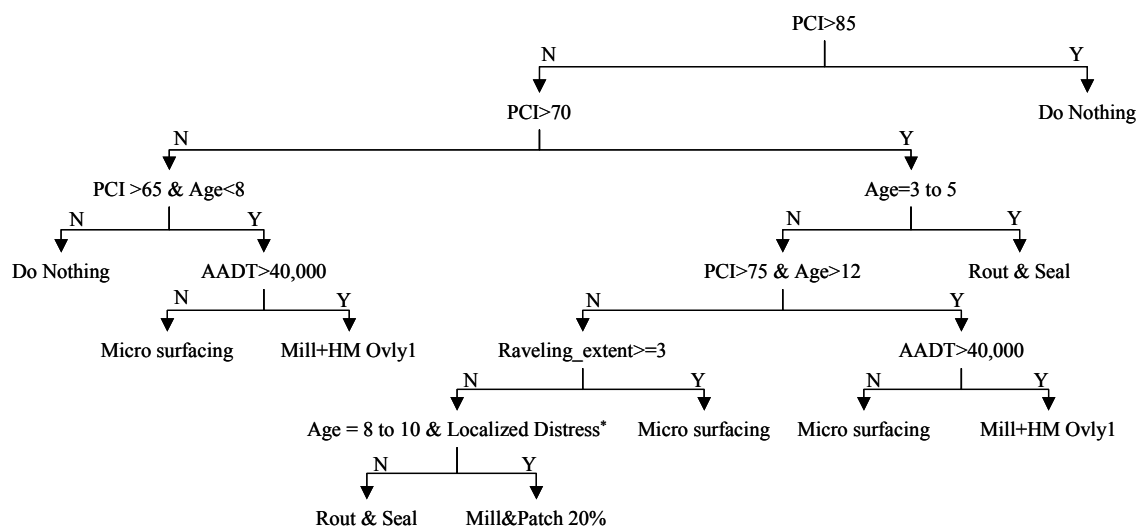 PCI>85
N Y
PCI>70 Do Nothing
N Y
PCI >65 & Age<8 Age=3 to 5
N Y N Y
Do Nothing AADT>40,000 PCI>75 & Age>12 Rout & Seal
N Y N Y
Micro surfacing Mill+HM Ovly1 Raveling_extent>=3 AADT>40,000
N Y N Y
Age = 8 to 10 & Localized Distress* Micro surfacing Micro surfacing Mill+HM Ovly1
N Y
Rout & Seal Mill&Patch 20%